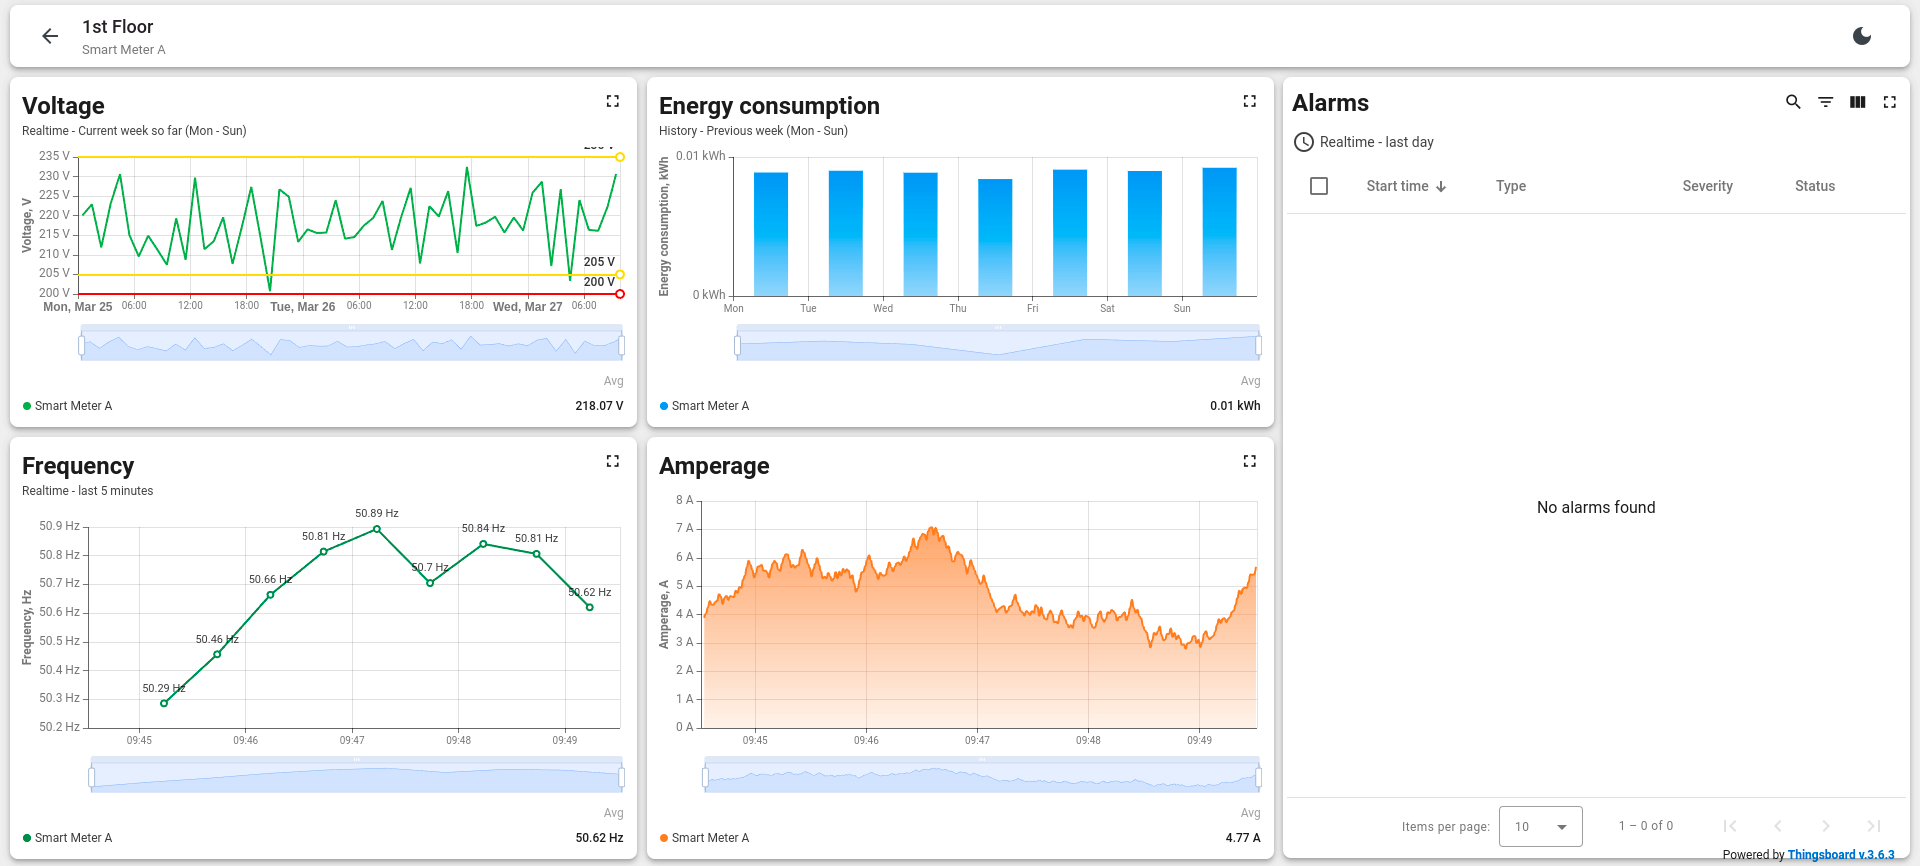 1st Floor
Smart Meter A
Voltage
Realtime - Current week so far (Mon - Sun)
Voltage, V
235 V
230 V
225 V
220 V
215 V
210 V
205 V
200 V
205 V
200 V
Mon, Mar 25 06:00 12:00 18:00 Tue, Mar 26 06:00 12:00 18:00 Wed, Mar 27 06:00
Avg
Smart Meter A 218.07 V
Energy consumption
History - Previous week (Mon - Sun)
Energy consumption, kWh
0.01 kWh
0 kWh
Mon Tue Wed Thu Fri Sat Sun
Avg
Smart Meter A 0.01 kWh
Alarms
Realtime - last day
Start time Type Severity Status
No alarms found
Items per page: 10 1 – 0 of 0
Powered by Thingsboard v.3.6.3
Frequency
Realtime - last 5 minutes
Frequency, Hz
50.9 Hz
50.8 Hz
50.7 Hz
50.6 Hz
50.5 Hz
50.4 Hz
50.3 Hz
50.2 Hz
50.29 Hz
50.46 Hz
50.66 Hz
50.81 Hz
50.89 Hz
50.7 Hz
50.84 Hz
50.81 Hz
50.62 Hz
09:45 09:46 09:47 09:48 09:49
Avg
Smart Meter A 50.62 Hz
Amperage
Amperage, A
8 A
7 A
6 A
5 A
4 A
3 A
2 A
1 A
0 A
09:45 09:46 09:47 09:48 09:49
Avg
Smart Meter A 4.77 A